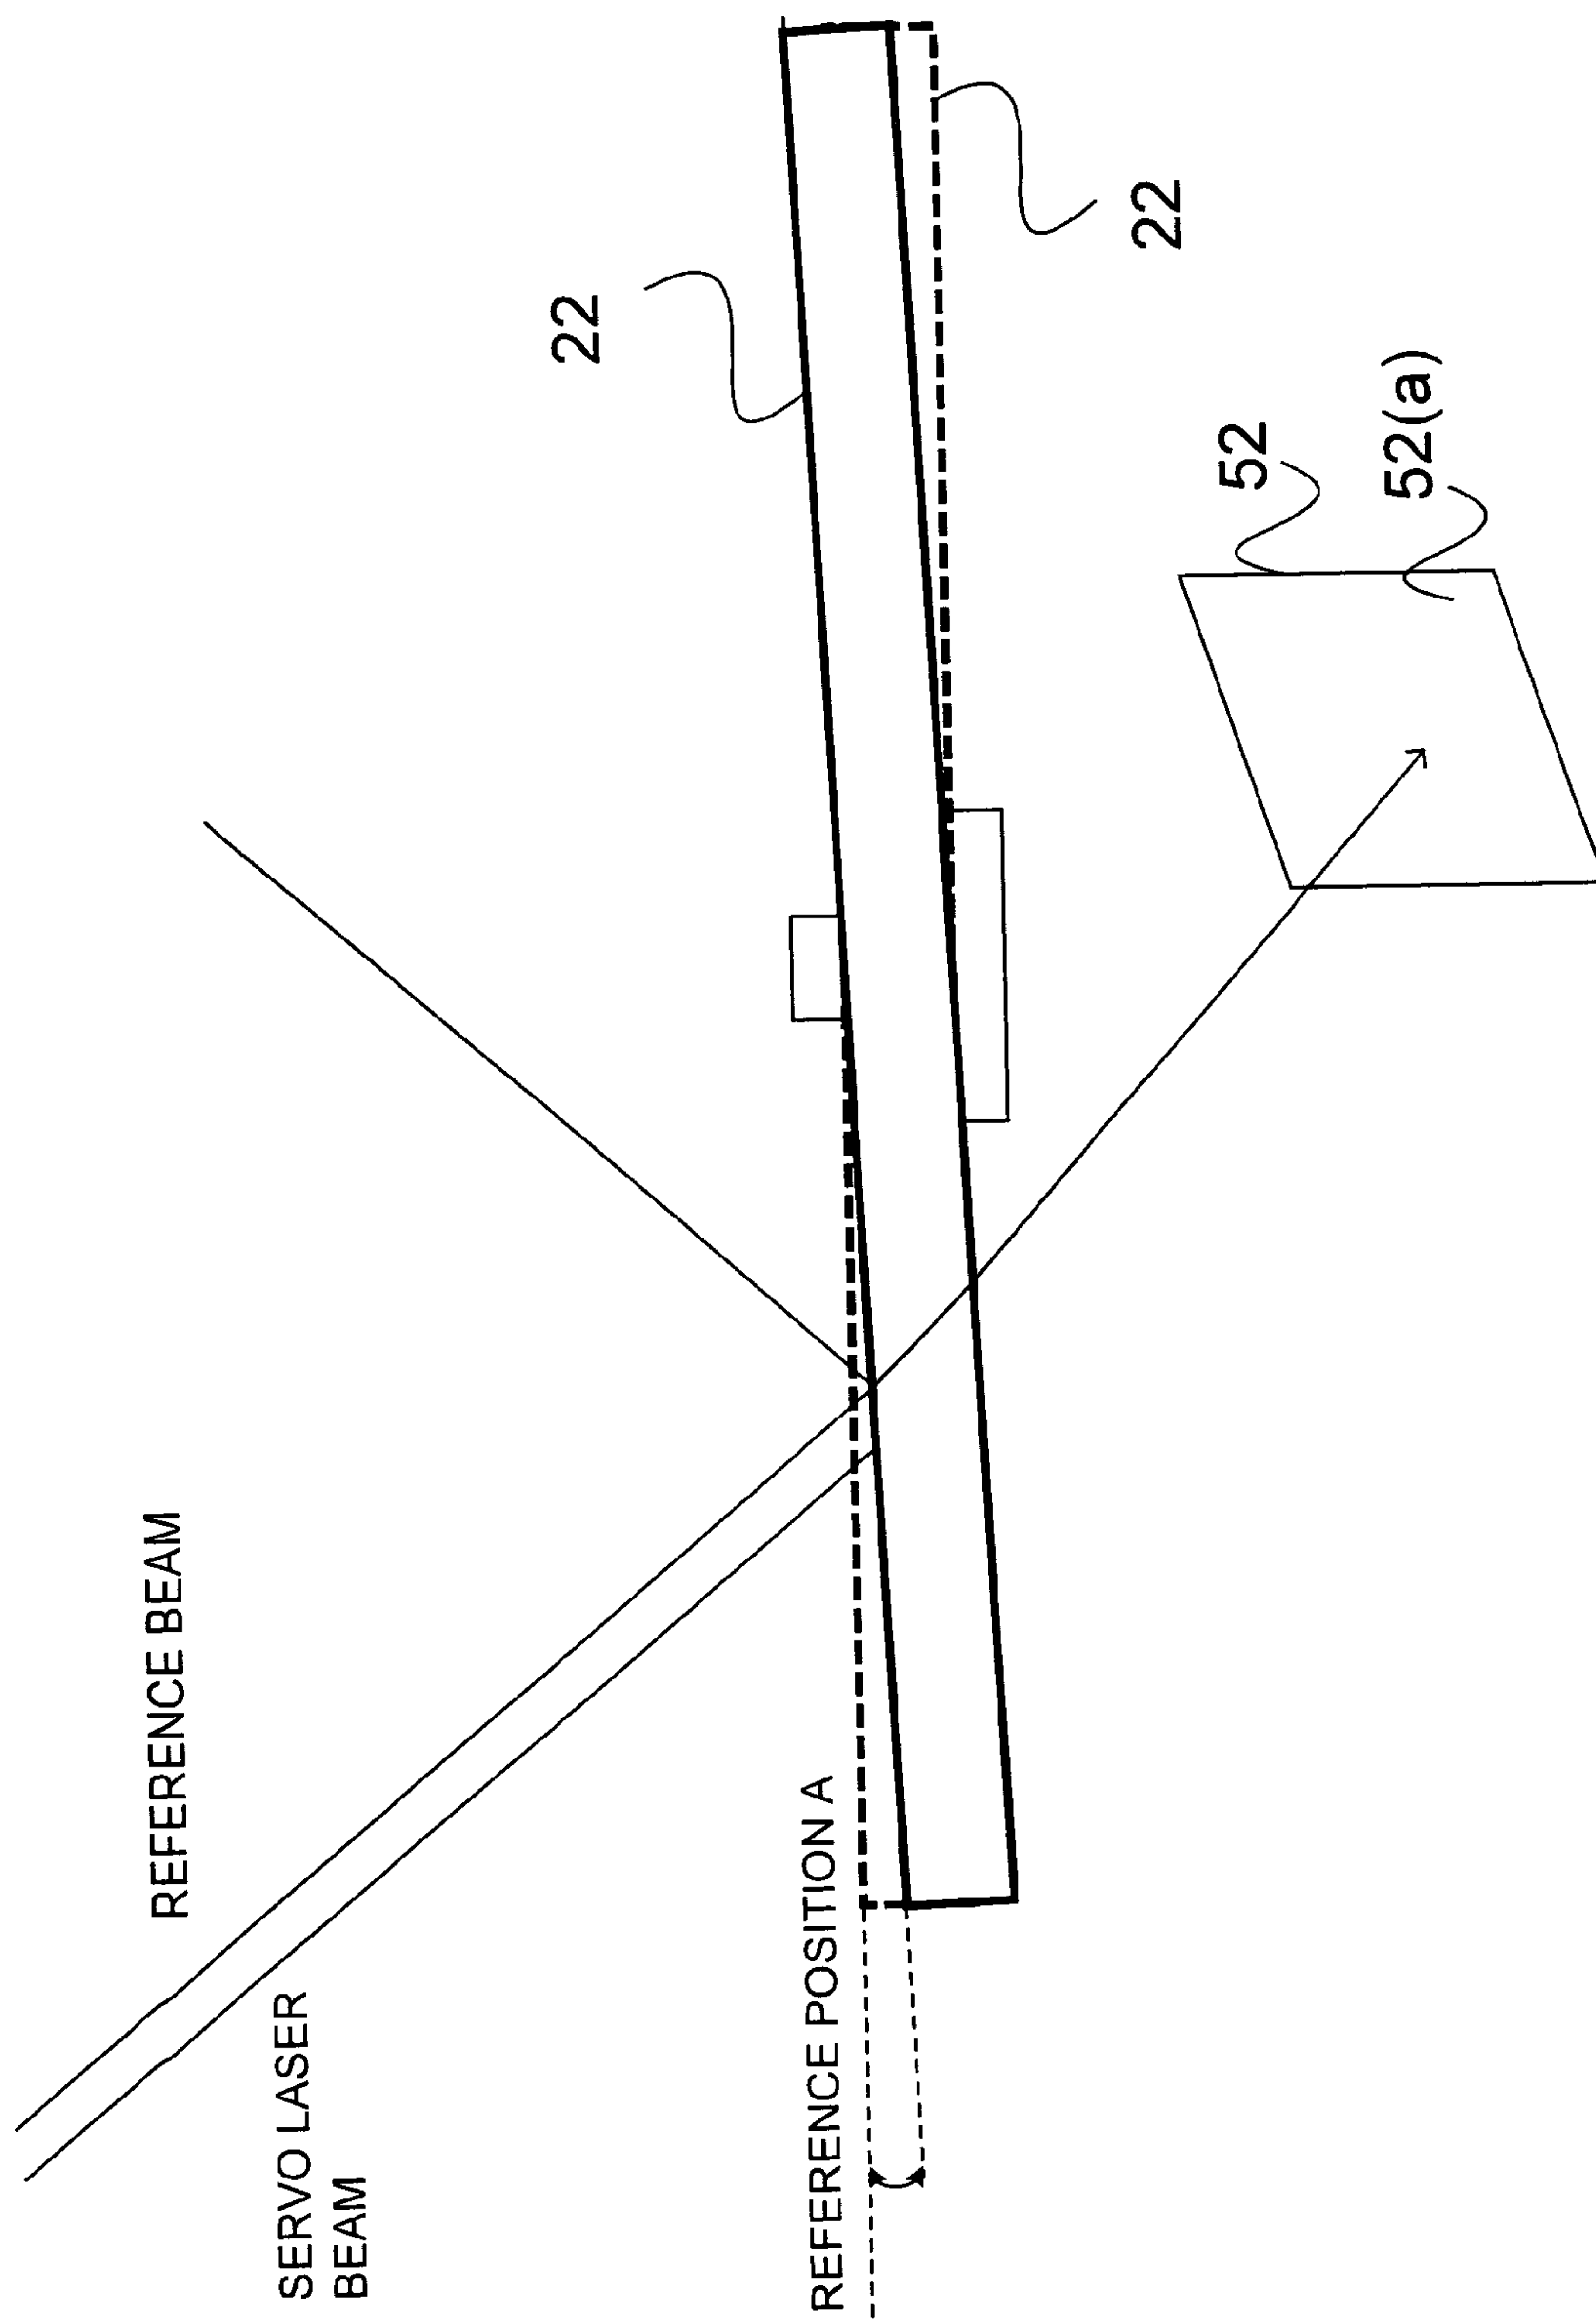 REFERENCE BEAM
SERVO LASER
BEAM
REFERENCE POSITION A
22
22
52
52(a)